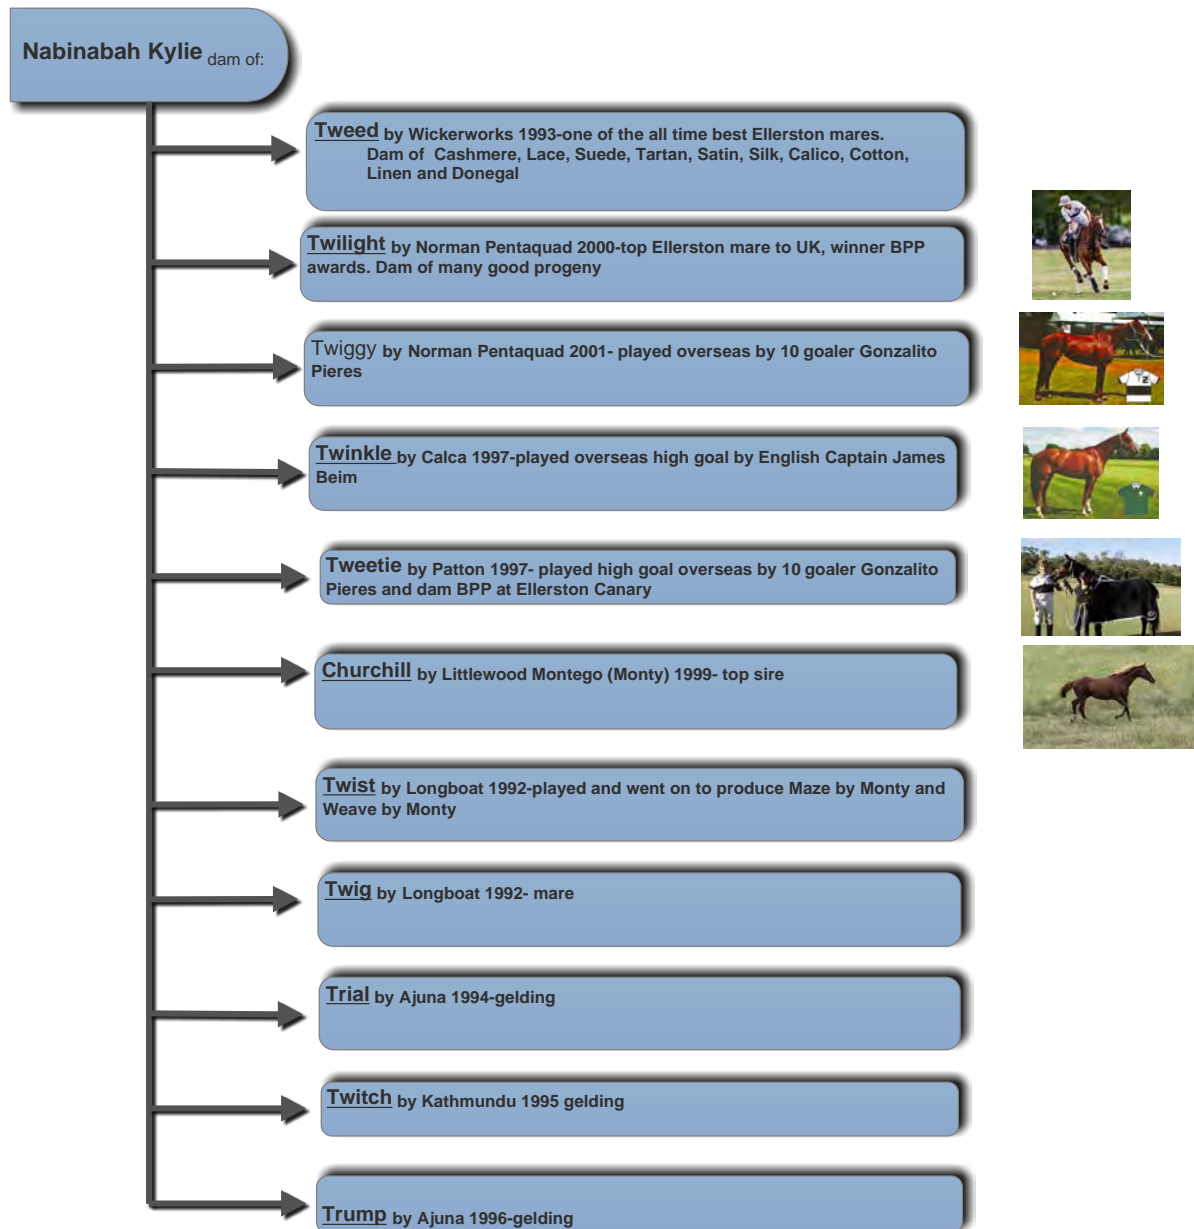 Nabinabah Kylie dam of:
Tweed by Wickerworks 1993-one of the all time best Ellerston mares.
Dam of Cashmere, Lace, Suede, Tartan, Satin, Silk, Calico, Cotton,
Linen and Donegal
Twilight by Norman Pentaquad 2000-top Ellerston mare to UK, winner BPP
awards. Dam of many good progeny
Twiggy by Norman Pentaquad 2001- played overseas by 10 goaler Gonzalito
Pieres
Twinkle by Calca 1997-played overseas high goal by English Captain James
Beim
Tweetie by Patton 1997- played high goal overseas by 10 goaler Gonzalito
Pieres and dam BPP at Ellerston Canary
Churchill by Littlewood Montego (Monty) 1999- top sire
Twist by Longboat 1992-played and went on to produce Maze by Monty and
Weave by Monty
Twig by Longboat 1992- mare
Trial by Ajuna 1994-gelding
Twitch by Kathmundu 1995 gelding
Trump by Ajuna 1996-gelding